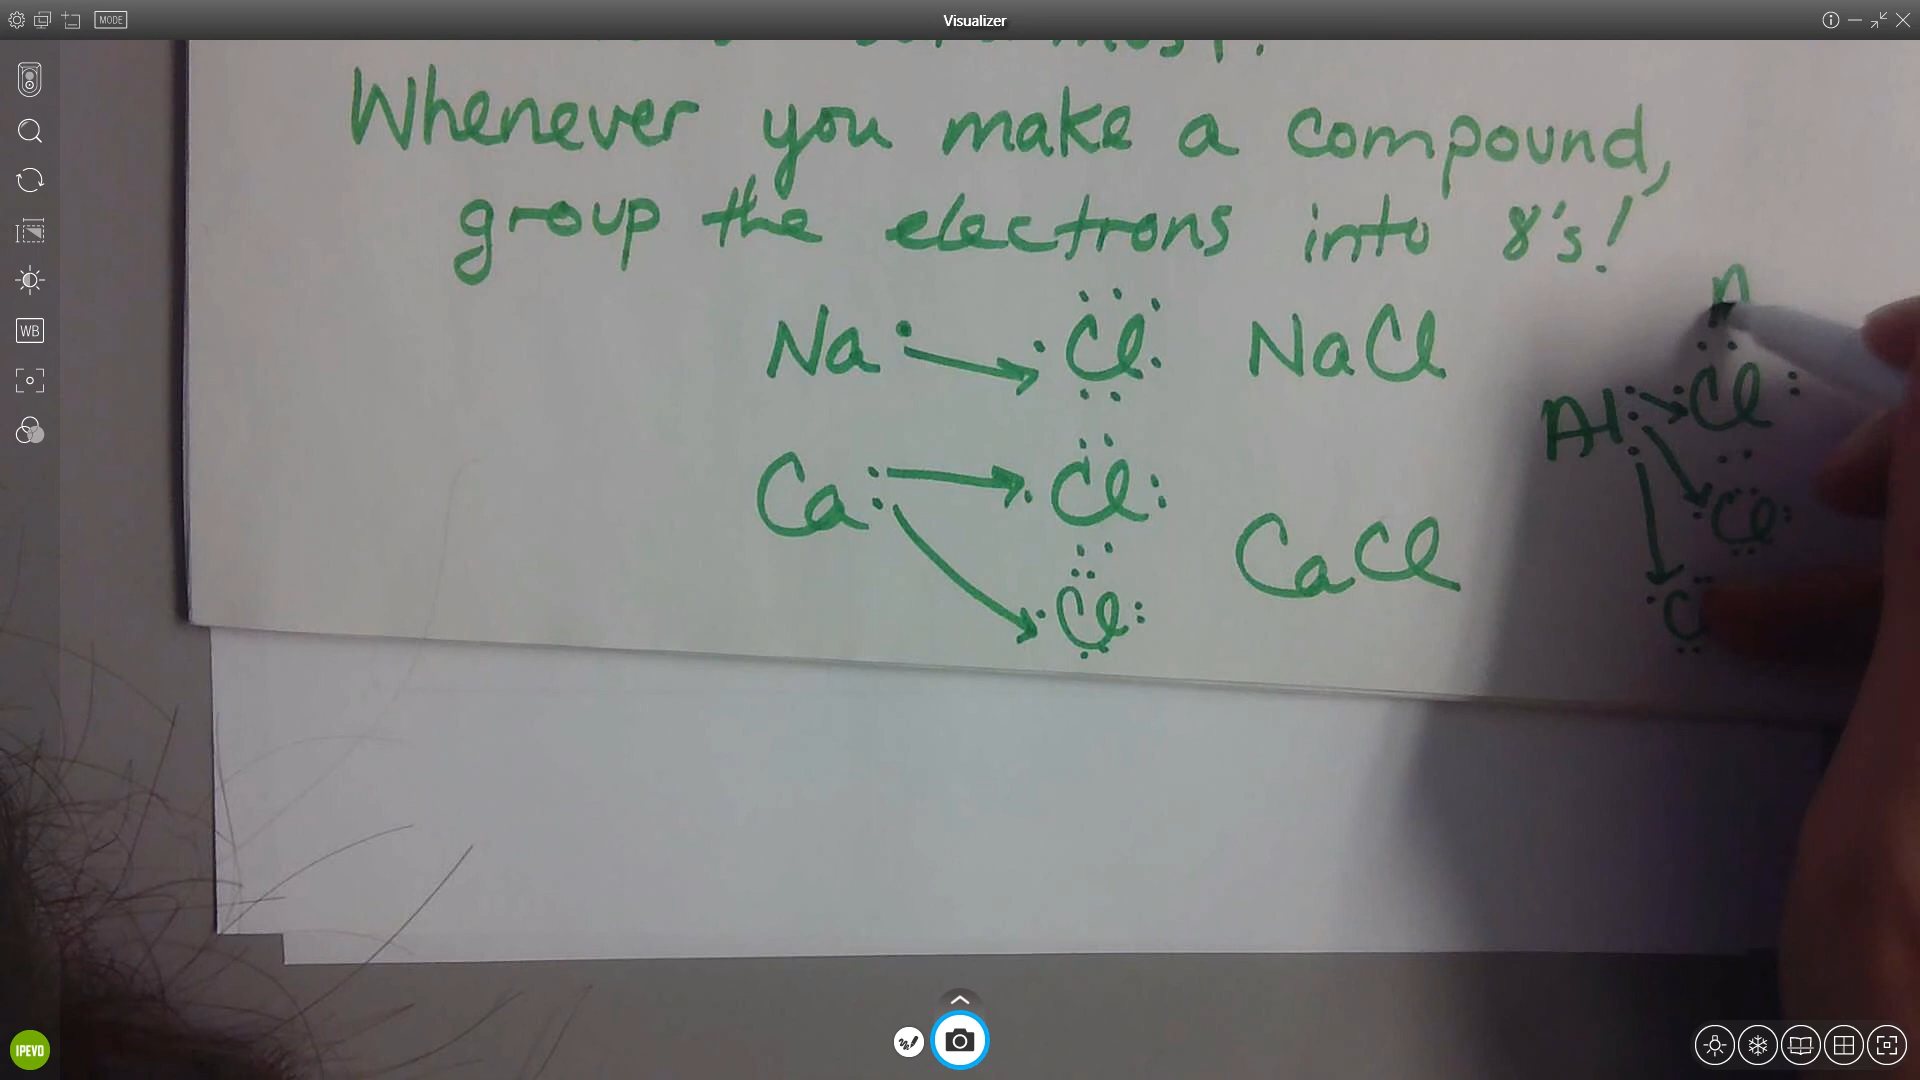 MODE
Visualizer
Whenever you make a compound,
group the electrons into 8's!
Na Cl NaCl
Al Cl
Ca Cl
Cl
CaCl
Cl
WB
IPEVO